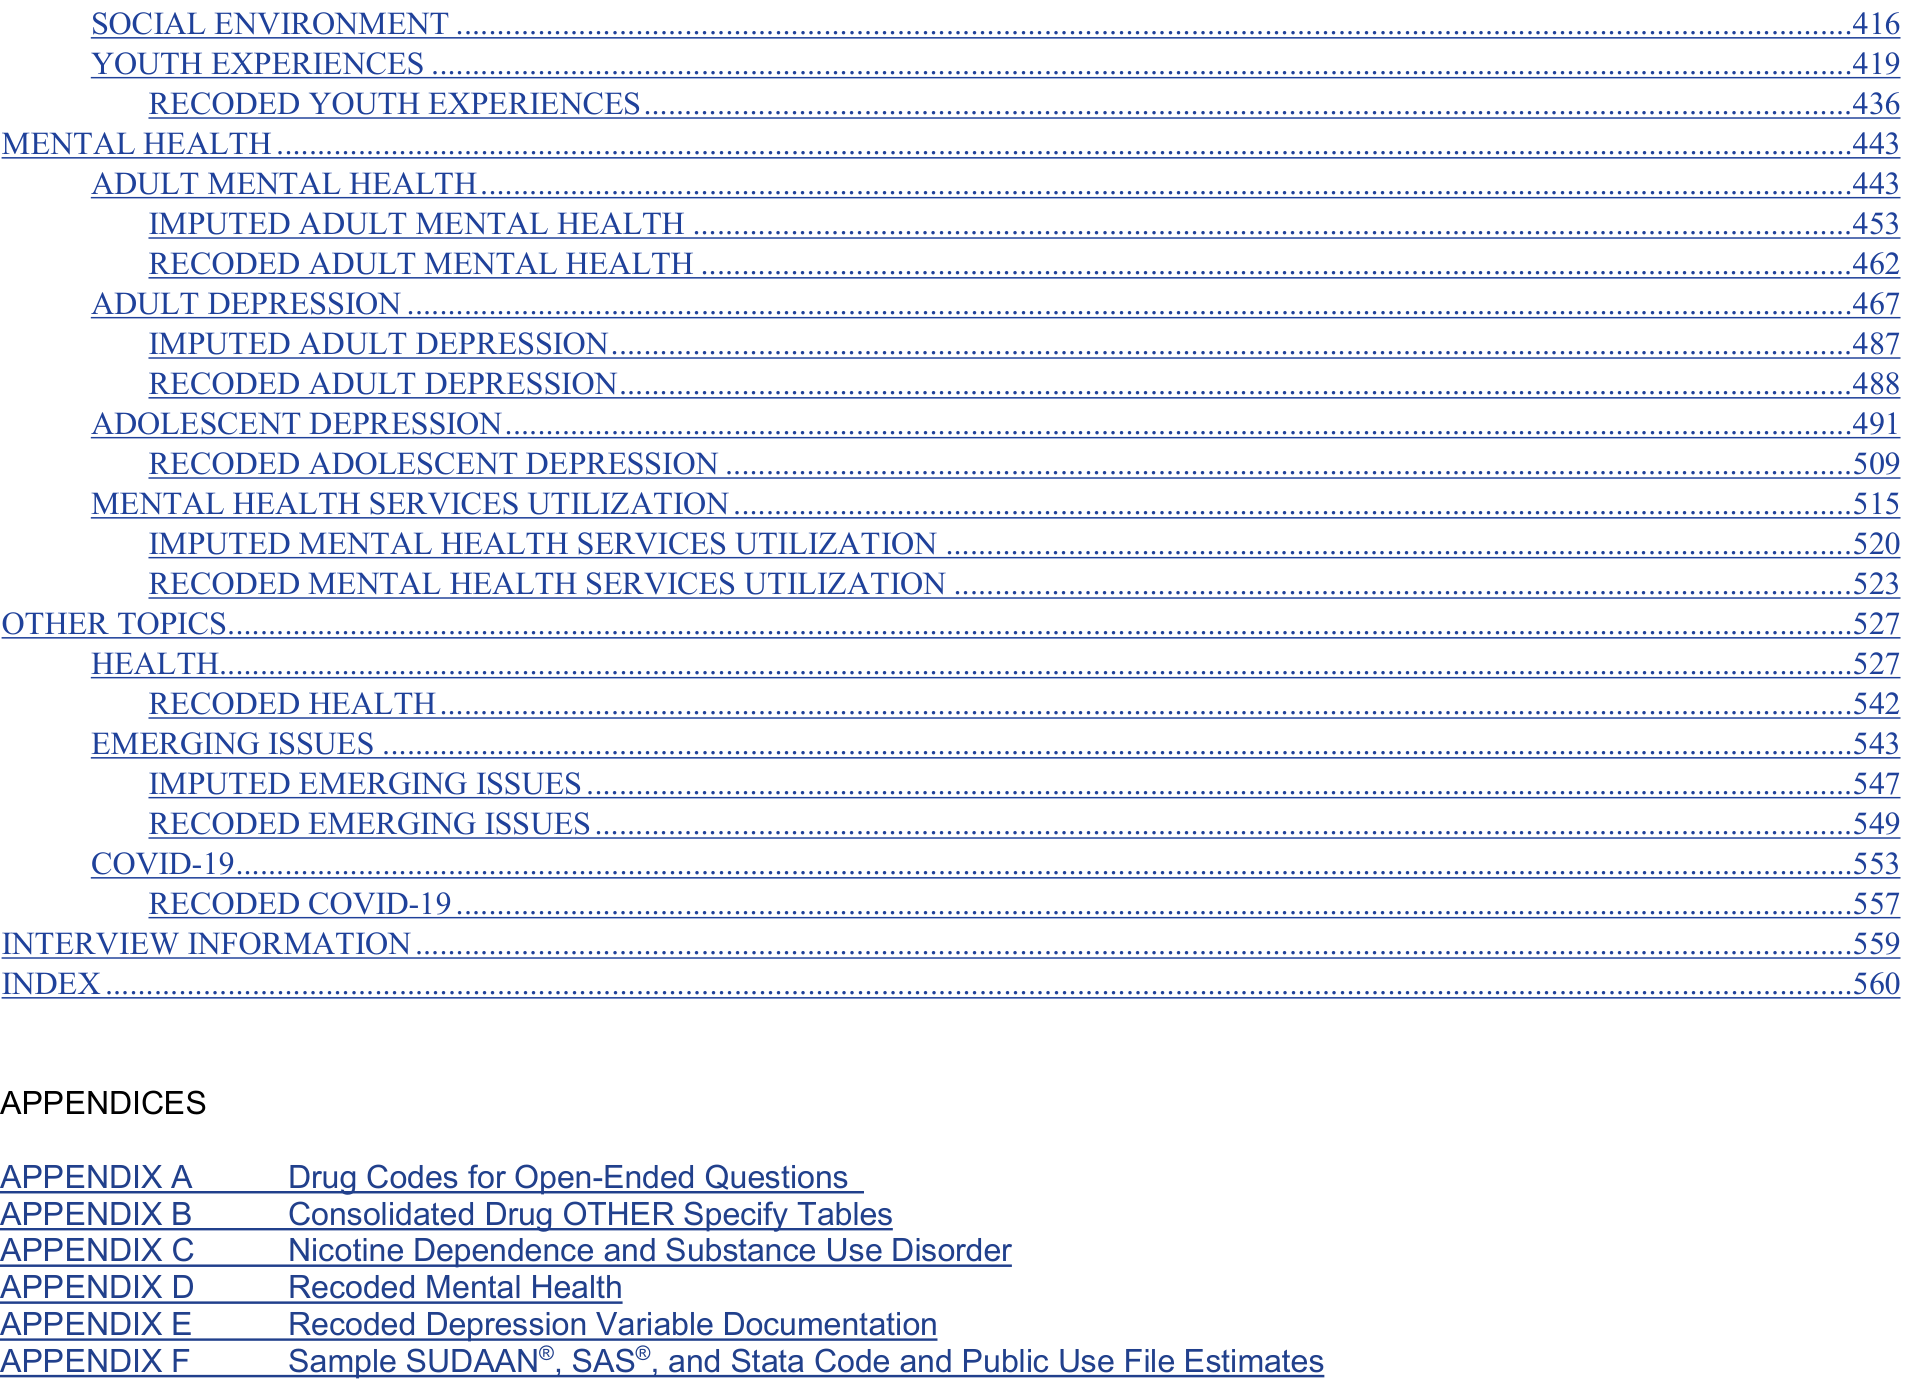 SOCIAL ENVIRONMENT ........ 416
YOUTH EXPERIENCES ........ 419
RECODED YOUTH EXPERIENCES ........ 436
MENTAL HEALTH ........ 443
ADULT MENTAL HEALTH ........ 443
IMPUTED ADULT MENTAL HEALTH ........ 453
RECODED ADULT MENTAL HEALTH ........ 462
ADULT DEPRESSION ........ 467
IMPUTED ADULT DEPRESSION ........ 487
RECODED ADULT DEPRESSION ........ 488
ADOLESCENT DEPRESSION ........ 491
RECODED ADOLESCENT DEPRESSION ........ 509
MENTAL HEALTH SERVICES UTILIZATION ........ 515
IMPUTED MENTAL HEALTH SERVICES UTILIZATION ........ 520
RECODED MENTAL HEALTH SERVICES UTILIZATION ........ 523
OTHER TOPICS ........ 527
HEALTH ........ 527
RECODED HEALTH ........ 542
EMERGING ISSUES ........ 543
IMPUTED EMERGING ISSUES ........ 547
RECODED EMERGING ISSUES ........ 549
COVID-19 ........ 553
RECODED COVID-19 ........ 557
INTERVIEW INFORMATION ........ 559
INDEX ........ 560
APPENDICES
APPENDIX A Drug Codes for Open-Ended Questions
APPENDIX B Consolidated Drug OTHER Specify Tables
APPENDIX C Nicotine Dependence and Substance Use Disorder
APPENDIX D Recoded Mental Health
APPENDIX E Recoded Depression Variable Documentation
APPENDIX F Sample SUDAAN®, SAS®, and Stata Code and Public Use File Estimates